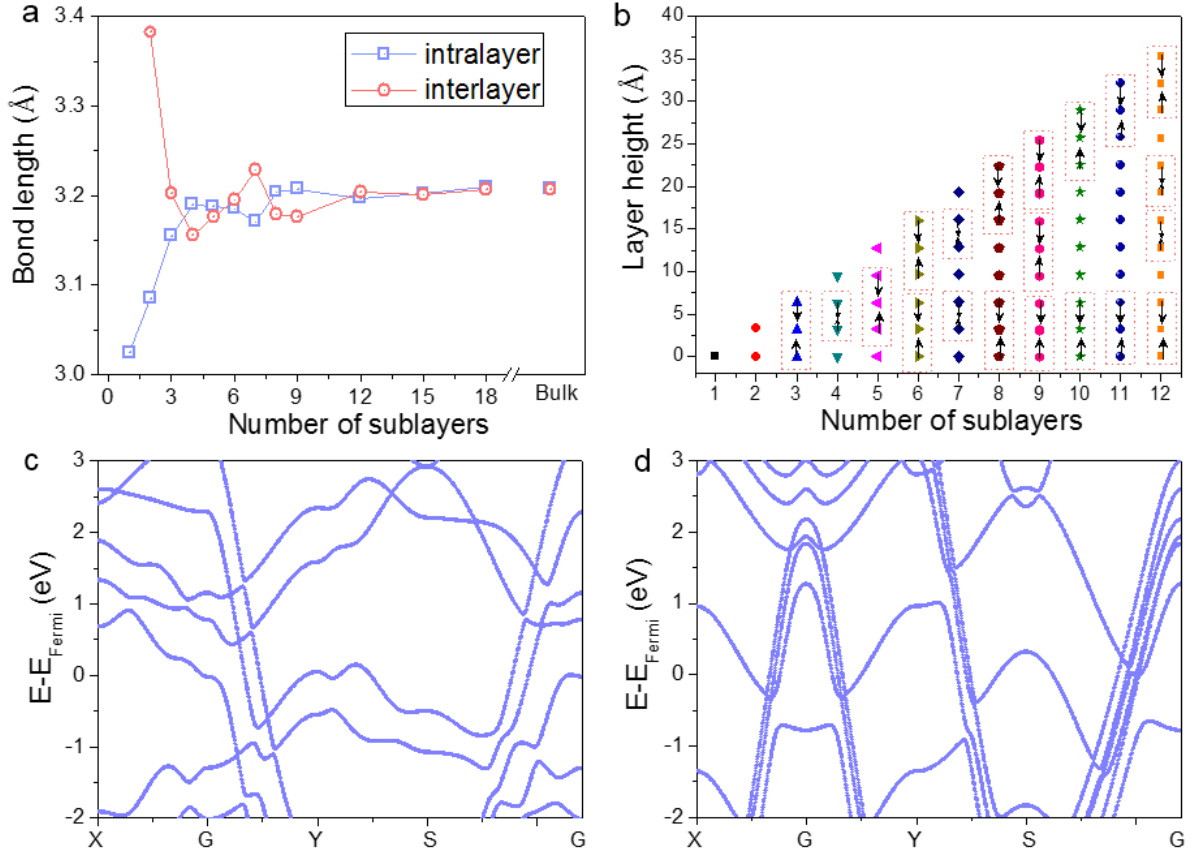 a
3.4
3.3
3.2
3.1
3.0
Bond length (Å)
intralayer
interlayer
0 3 6 9 12 15 18 Bulk
Number of sublayers
b
40
35
30
25
20
15
10
5
0
Layer height (Å)
1 2 3 4 5 6 7 8 9 10 11 12
Number of sublayers
c
3
2
1
0
-1
-2
E-E_Fermi (eV)
X G Y S G
d
3
2
1
0
-1
-2
E-E_Fermi (eV)
X G Y S G